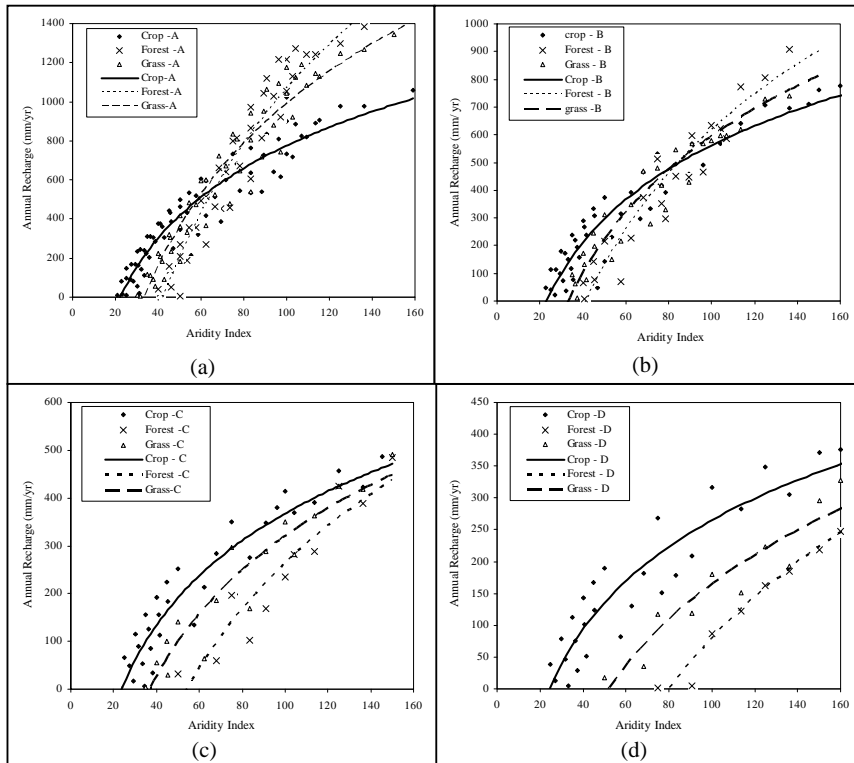 1400
1200
1000
800
600
400
200
0
Annual Recharge (mm/yr)
Crop -A
Forest -A
Grass -A
Crop-A
Forest-A
Grass-A
0 20 40 60 80 100 120 140 160
Aridity Index
(a)
1000
900
800
700
600
500
400
300
200
100
0
Annual Recharge (mm/ yr)
crop - B
Forest - B
Grass - B
Crop -B
Forest - B
grass - B
0 20 40 60 80 100 120 140 160
Aridity Index
(b)
600
500
400
300
200
100
0
Annual Recharge (mm/yr)
Crop -C
Forest -C
Grass -C
Crop - C
Forest -C
Grass-C
0 20 40 60 80 100 120 140 160
Aridity Index
(c)
450
400
350
300
250
200
150
100
50
0
Annual Recharge (mm/yr)
Crop -D
Forest -D
Grass -D
Crop - D
Forest - D
Grass - D
0 20 40 60 80 100 120 140 160
Aridity Index
(d)